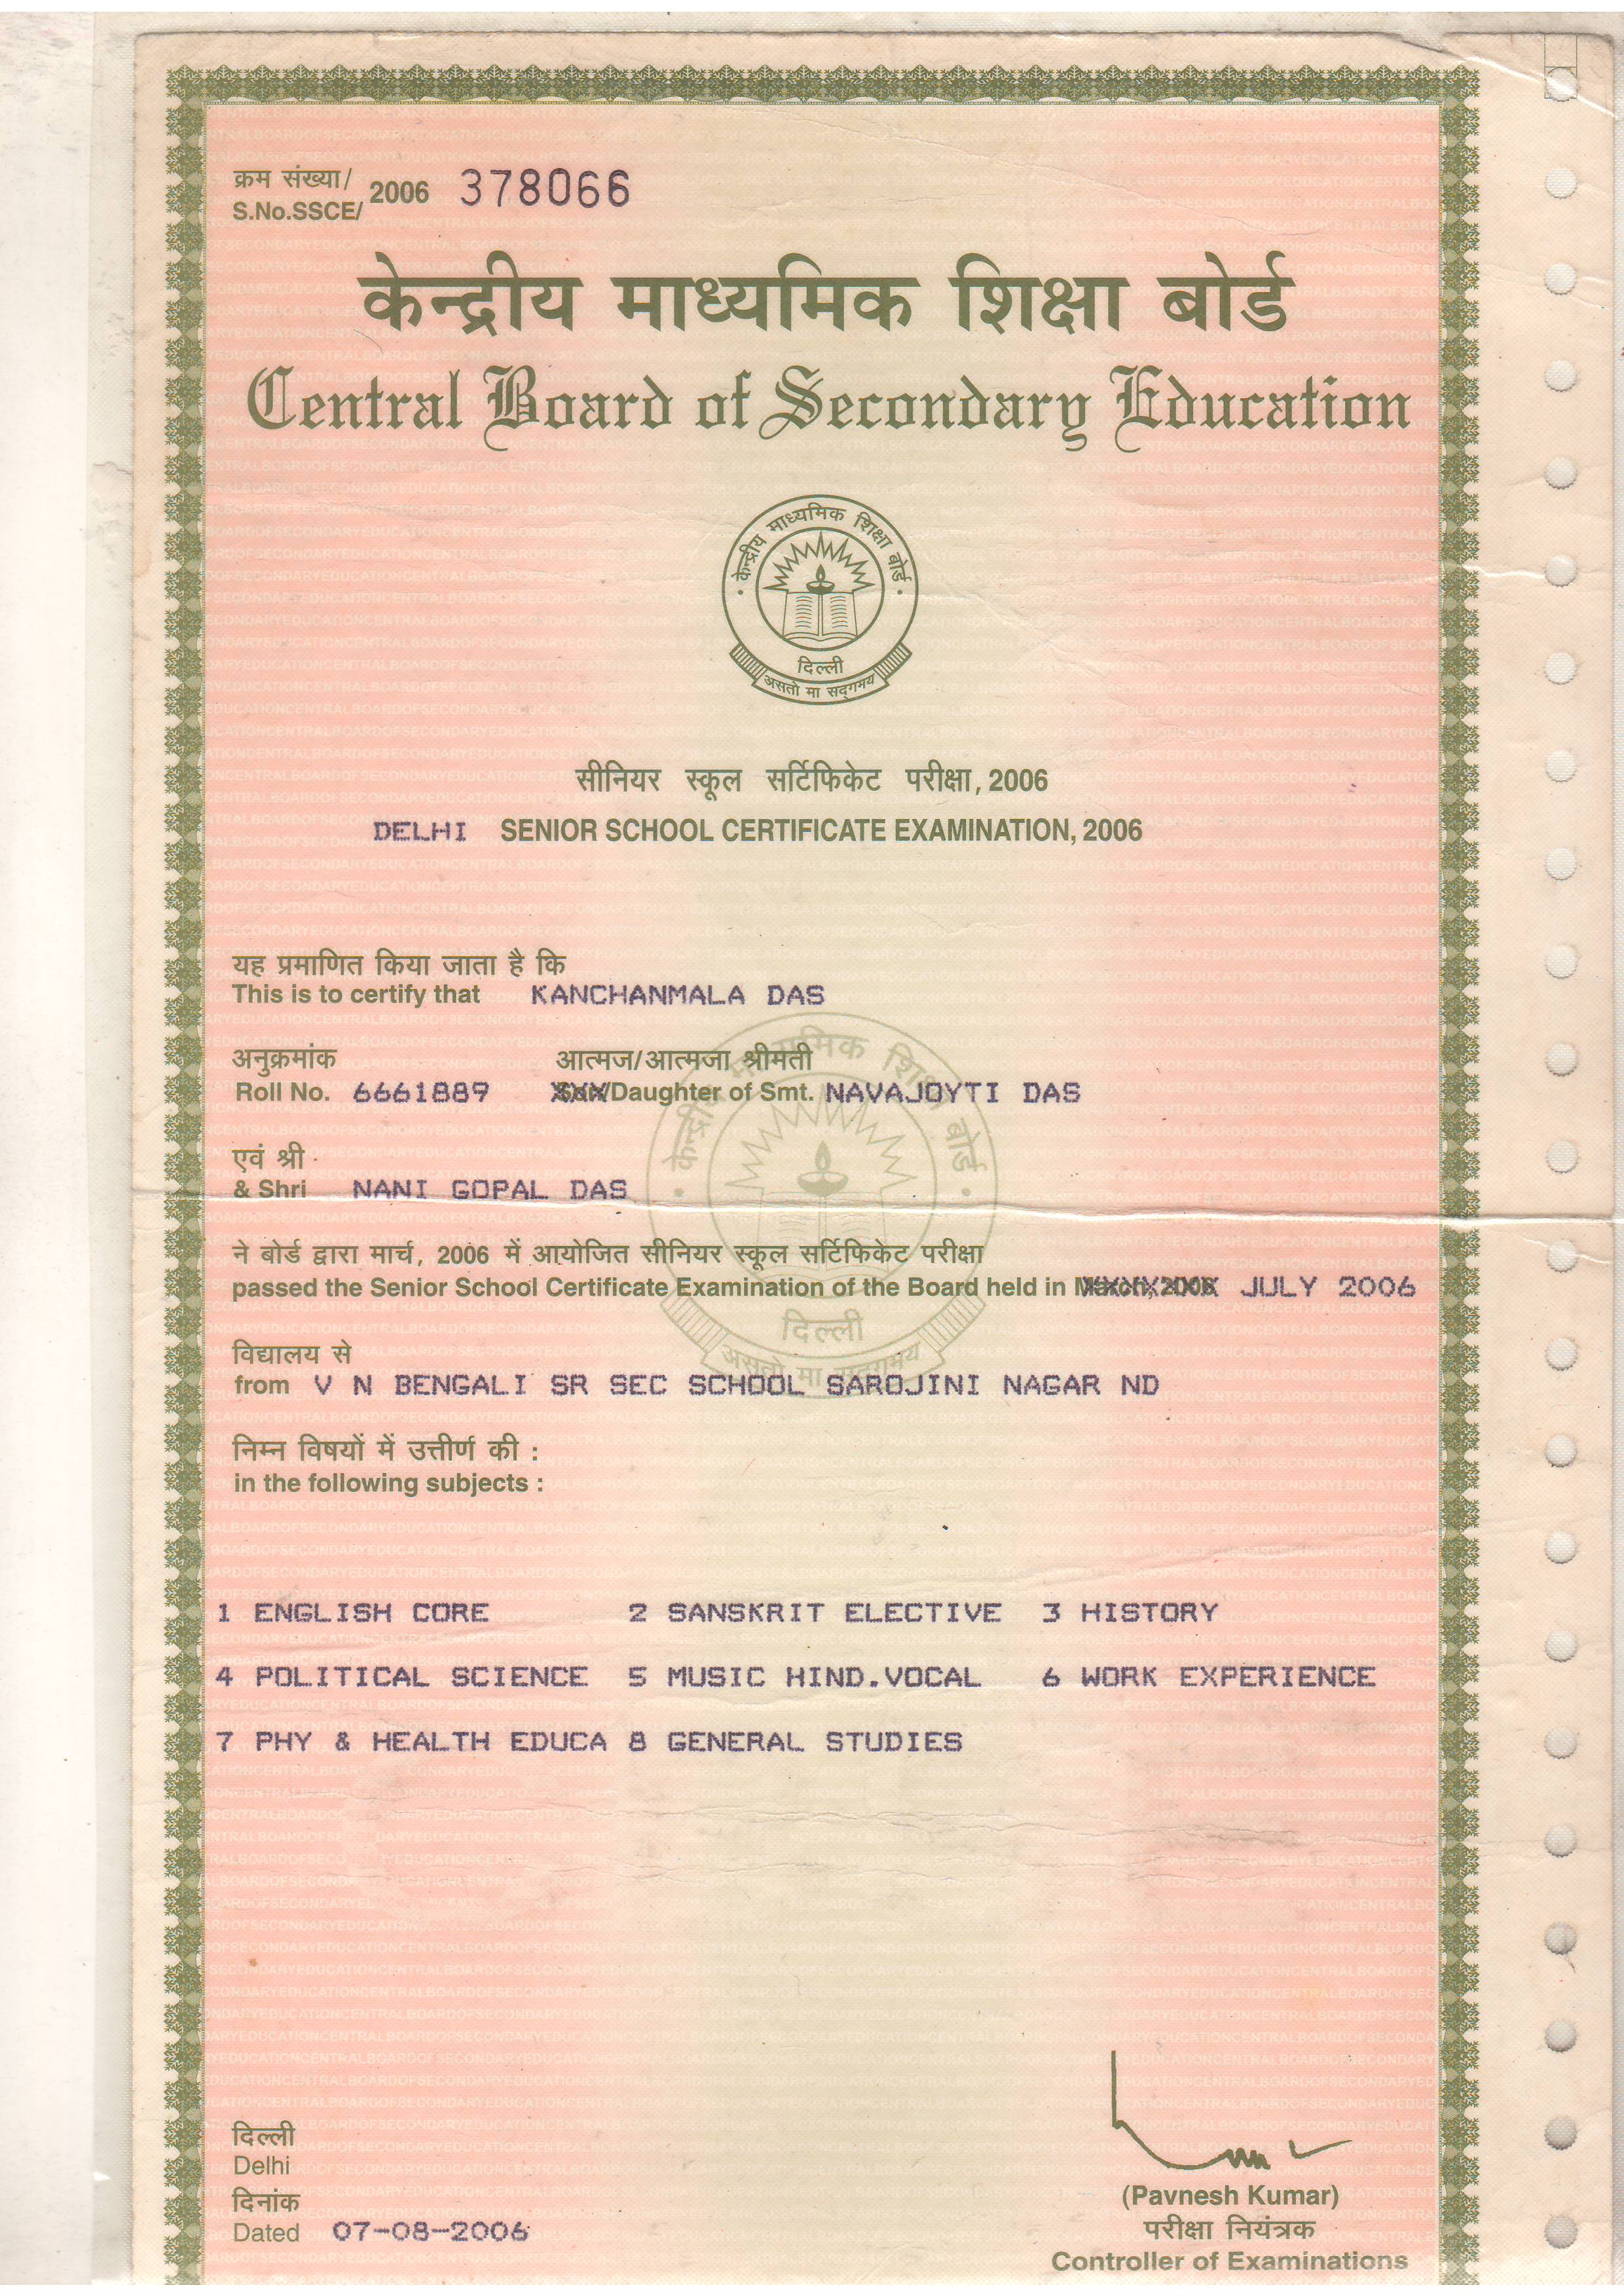 क्रम संख्या/
S.No.SSCE/ 2006 378066
केन्द्रीय माध्यमिक शिक्षा बोर्ड
Central Board of Secondary Education
केन्द्रीय माध्यमिक शिक्षा बोर्ड
दिल्ली
असतो मा सद्गमय
सीनियर स्कूल सर्टिफिकेट परीक्षा, 2006
DELHI SENIOR SCHOOL CERTIFICATE EXAMINATION, 2006
यह प्रमाणित किया जाता है कि
This is to certify that KANCHANMALA DAS
अनुक्रमांक आत्मज/आत्मजा श्रीमती
Roll No. 6661889 Son/Daughter of Smt. NAVAJOYTI DAS
एवं श्री
& Shri NANI GOPAL DAS
ने बोर्ड द्वारा मार्च, 2006 में आयोजित सीनियर स्कूल सर्टिफिकेट परीक्षा
passed the Senior School Certificate Examination of the Board held in March, 2006 JULY 2006
विद्यालय से
from V N BENGALI SR SEC SCHOOL SAROJINI NAGAR ND
निम्न विषयों में उत्तीर्ण की :
in the following subjects :
1 ENGLISH CORE 2 SANSKRIT ELECTIVE 3 HISTORY
4 POLITICAL SCIENCE 5 MUSIC HIND.VOCAL 6 WORK EXPERIENCE
7 PHY & HEALTH EDUCA 8 GENERAL STUDIES
दिल्ली
Delhi
दिनांक
Dated 07-08-2006
(Pavnesh Kumar)
परीक्षा नियंत्रक
Controller of Examinations